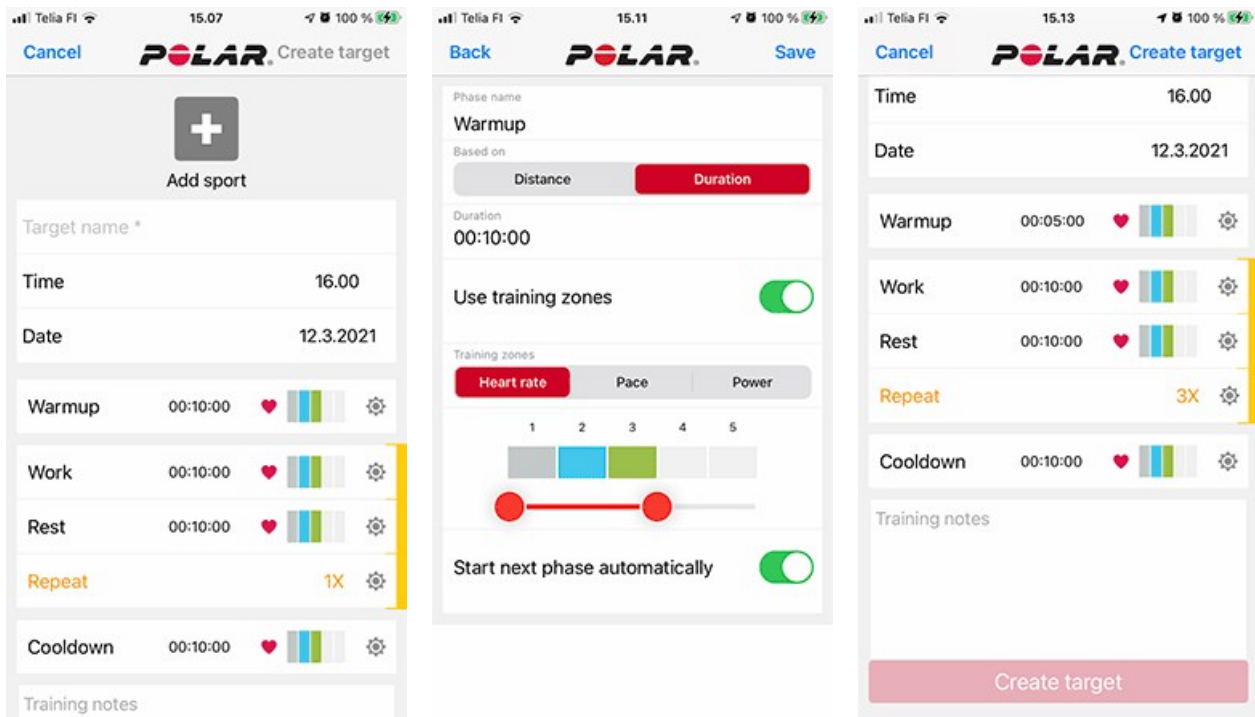 Telia FI 15.07 100 %
Cancel POLAR. Create target
Add sport
Target name *
Time 16.00
Date 12.3.2021
Warmup 00:10:00
Work 00:10:00
Rest 00:10:00
Repeat 1X
Cooldown 00:10:00
Training notes
Telia FI 15.11 100 %
Back POLAR. Save
Phase name
Warmup
Based on
Distance Duration
Duration
00:10:00
Use training zones
Training zones
Heart rate Pace Power
1 2 3 4 5
Start next phase automatically
Telia FI 15.13 100 %
Cancel POLAR. Create target
Time 16.00
Date 12.3.2021
Warmup 00:05:00
Work 00:10:00
Rest 00:10:00
Repeat 3X
Cooldown 00:10:00
Training notes
Create target